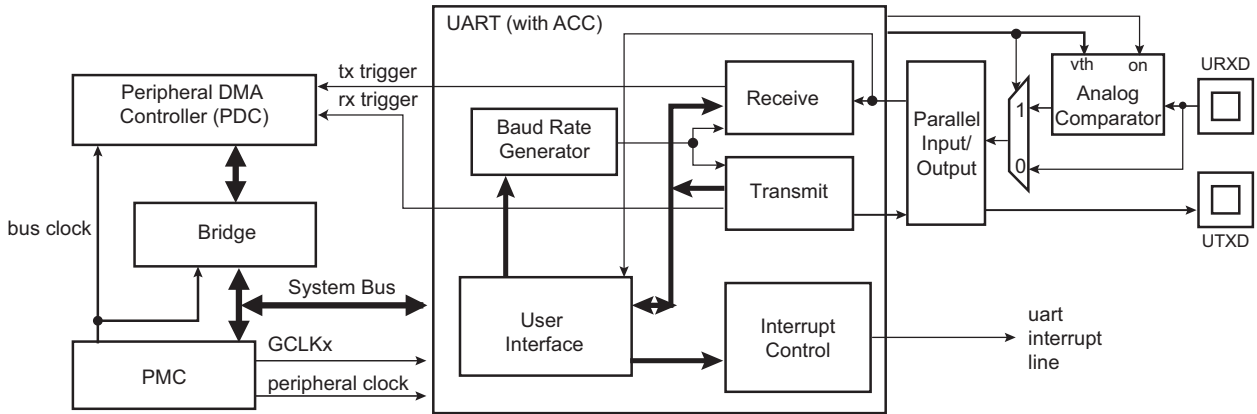 UART (with ACC)
Peripheral DMA
Controller (PDC)
tx trigger
rx trigger
Baud Rate
Generator
Receive
Transmit
Parallel
Input/
Output
1
0
vth
on
Analog
Comparator
URXD
UTXD
bus clock
Bridge
System Bus
PMC
GCLKx
peripheral clock
User
Interface
Interrupt
Control
uart
interrupt
line